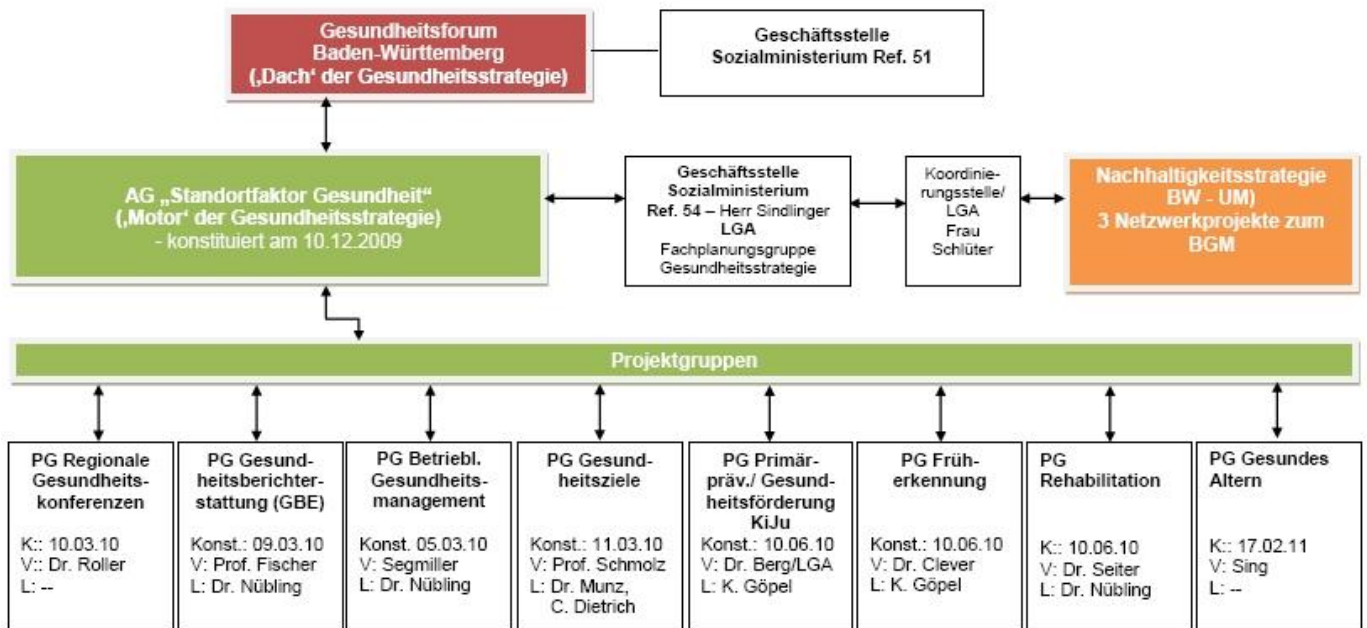 Gesundheitsforum
Baden-Württemberg
(‚Dach‘ der Gesundheitsstrategie)
Geschäftsstelle
Sozialministerium Ref. 51
AG „Standortfaktor Gesundheit“
(‚Motor‘ der Gesundheitsstrategie)
- konstituiert am 10.12.2009
Geschäftsstelle
Sozialministerium
Ref. 54 – Herr Sindlinger
LGA
Fachplanungsgruppe
Gesundheitsstrategie
Koordinie-
rungsstelle/
LGA
Frau
Schlüter
Nachhaltigkeitsstrategie
BW - UM)
3 Netzwerkprojekte zum
BGM
Projektgruppen
PG Regionale
Gesundheits-
konferenzen
K:: 10.03.10
V:: Dr. Roller
L: --
PG Gesund-
heitsberichter-
stattung (GBE)
Konst.: 09.03.10
V: Prof. Fischer
L: Dr. Nübling
PG Betriebl.
Gesundheits-
management
Konst. 05.03.10
V: Segmiller
L: Dr. Nübling
PG Gesund-
heitsziele
Konst.: 11.03.10
V: Prof. Schmolz
L: Dr. Munz,
C. Dietrich
PG Primär-
präv./ Gesund-
heitsförderung
KiJu
Konst.: 10.06.10
V: Dr. Berg/LGA
L: K. Göpel
PG Früh-
erkennung
Konst.: 10.06.10
V: Dr. Clever
L: K. Göpel
PG
Rehabilitation
K:: 10.06.10
V: Dr. Seiter
L: Dr. Nübling
PG Gesundes
Altern
K:: 17.02.11
V: Sing
L: --